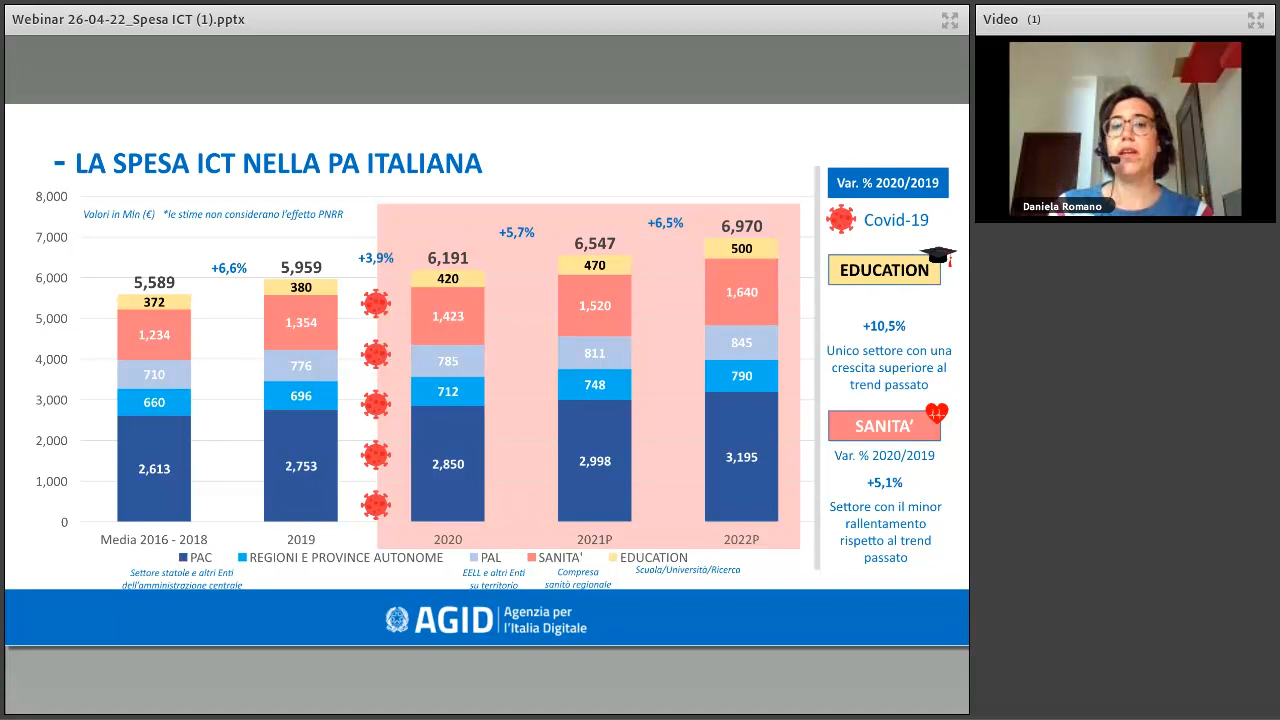 Webinar 26-04-22_Spesa ICT (1).pptx
Video (1)
Daniela Romano
- LA SPESA ICT NELLA PA ITALIANA
Valori in Mln (€) *le stime non considerano l'effetto PNRR
8,000
7,000
6,000
5,000
4,000
3,000
2,000
1,000
0
5,589
372
1,234
710
660
2,613
+6,6%
5,959
380
1,354
776
696
2,753
+3,9%
6,191
420
1,423
785
712
2,850
+5,7%
6,547
470
1,520
811
748
2,998
+6,5%
6,970
500
1,640
845
790
3,195
Media 2016 - 2018 2019 2020 2021P 2022P
PAC REGIONI E PROVINCE AUTONOME PAL SANITA' EDUCATION
Settore statale e altri Enti
dell'amministrazione centrale
EELL e altri Enti
su territorio
Compresa
sanità regionale
Scuola/Università/Ricerca
Var. % 2020/2019
Covid-19
EDUCATION
+10,5%
Unico settore con una
crescita superiore al
trend passato
SANITA'
Var. % 2020/2019
+5,1%
Settore con il minor
rallentamento
rispetto al trend
passato
AGID
Agenzia per
l'Italia Digitale